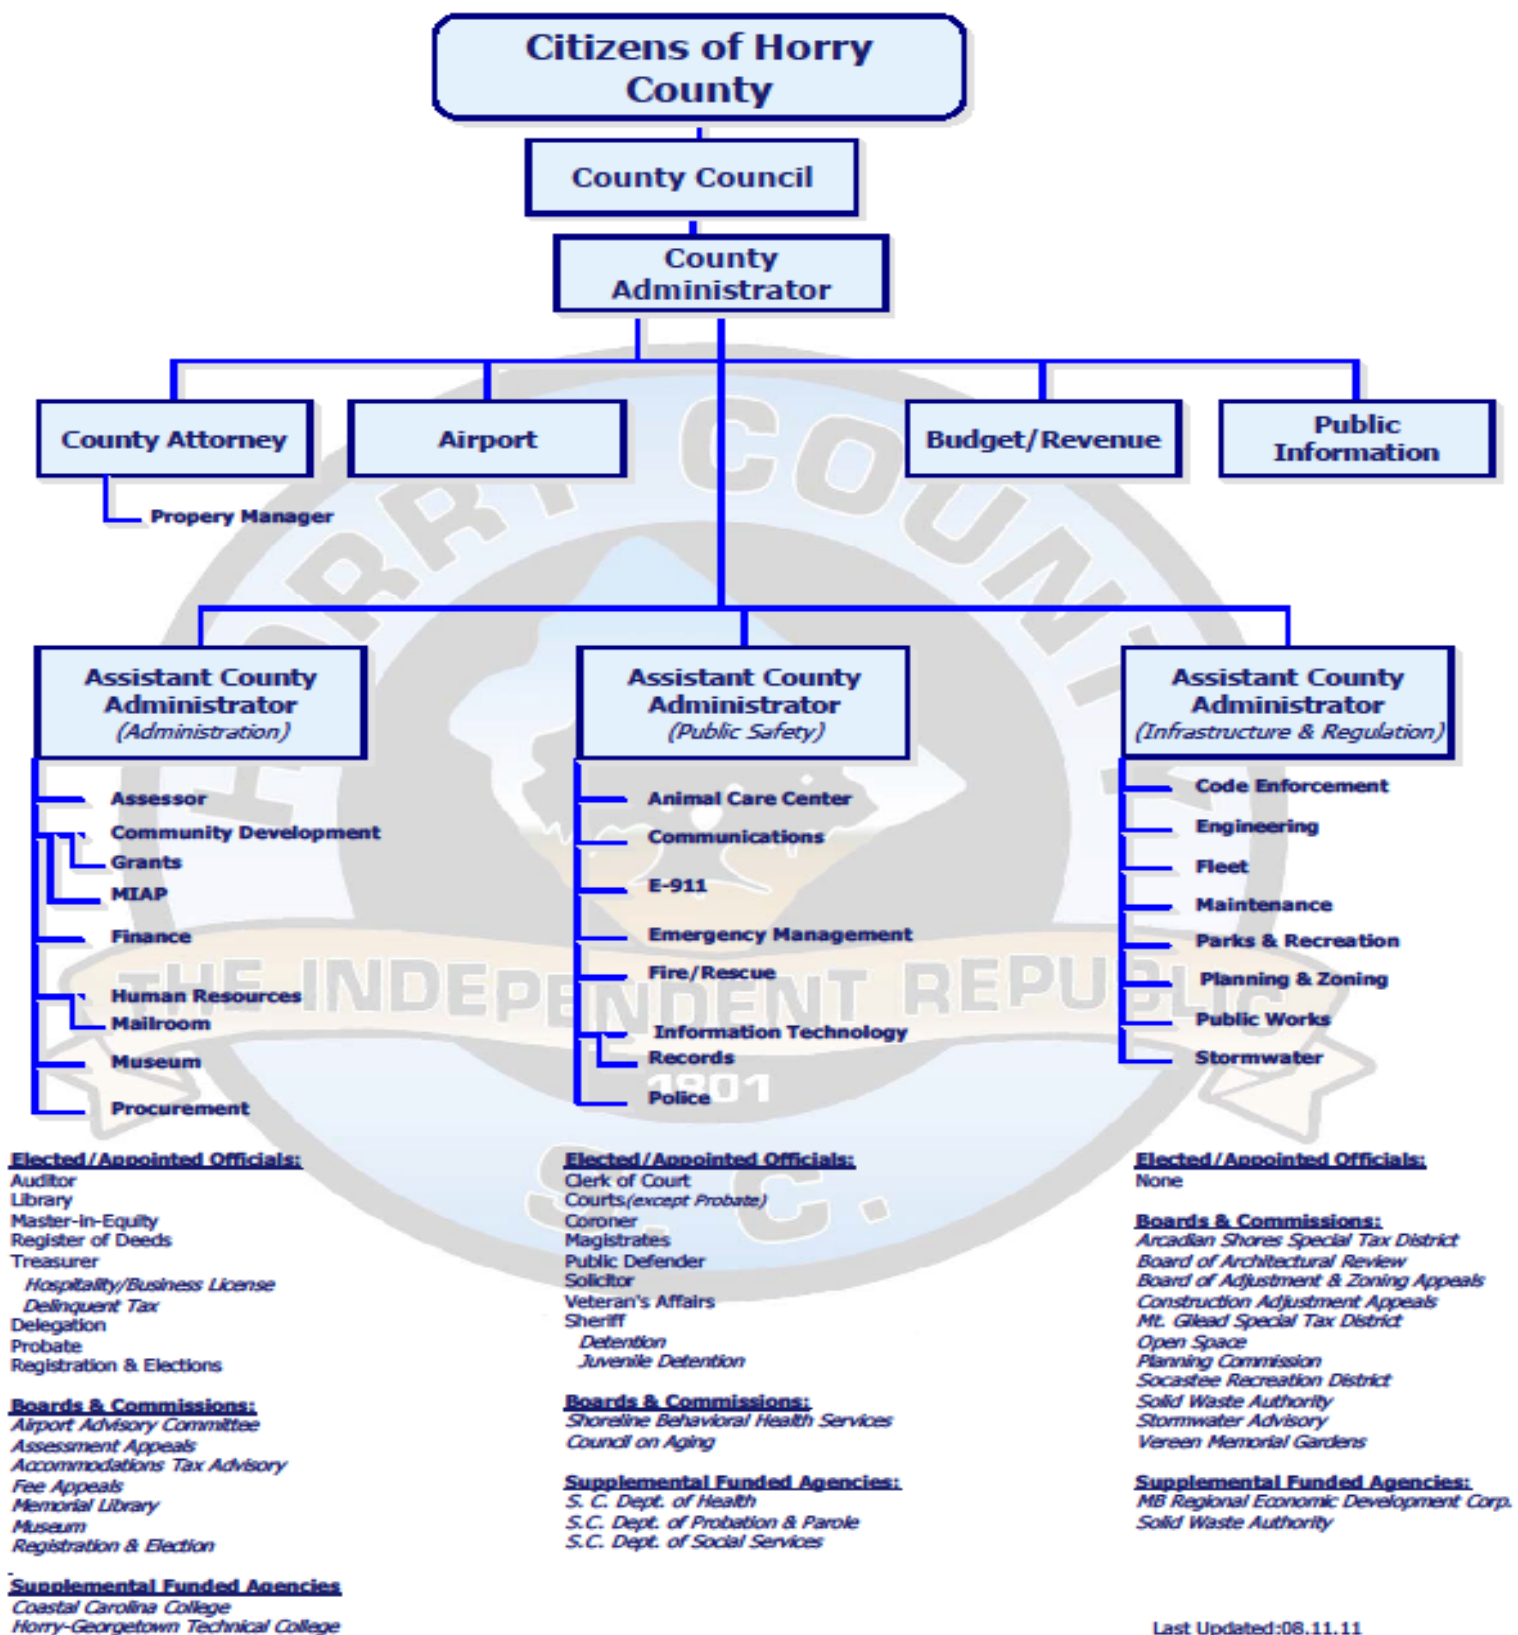 Citizens of Horry
County
County Council
County
Administrator
County Attorney
Airport
Budget/Revenue
Public
Information
Propery Manager
Assistant County
Administrator
(Administration)
Assessor
Community Development
Grants
MIAP
Finance
Human Resources
Mailroom
Museum
Procurement
Assistant County
Administrator
(Public Safety)
Animal Care Center
Communications
E-911
Emergency Management
Fire/Rescue
Information Technology
Records
Police
Assistant County
Administrator
(Infrastructure & Regulation)
Code Enforcement
Engineering
Fleet
Maintenance
Parks & Recreation
Planning & Zoning
Public Works
Stormwater
HORRY COUNTY
THE INDEPENDENT REPUBLIC
1801
S. C.
Elected/Appointed Officials:
Auditor
Library
Master-in-Equity
Register of Deeds
Treasurer
Hospitality/Business License
Delinquent Tax
Delegation
Probate
Registration & Elections
Boards & Commissions:
Airport Advisory Committee
Assessment Appeals
Accommodations Tax Advisory
Fee Appeals
Memorial Library
Museum
Registration & Election
Supplemental Funded Agencies
Coastal Carolina College
Horry-Georgetown Technical College
Elected/Appointed Officials:
Clerk of Court
Courts(except Probate)
Coroner
Magistrates
Public Defender
Solicitor
Veteran's Affairs
Sheriff
Detention
Juvenile Detention
Boards & Commissions:
Shoreline Behavioral Health Services
Council on Aging
Supplemental Funded Agencies:
S. C. Dept. of Health
S.C. Dept. of Probation & Parole
S.C. Dept. of Social Services
Elected/Appointed Officials:
None
Boards & Commissions:
Arcadian Shores Special Tax District
Board of Architectural Review
Board of Adjustment & Zoning Appeals
Construction Adjustment Appeals
Mt. Gilead Special Tax District
Open Space
Planning Commission
Socastee Recreation District
Solid Waste Authority
Stormwater Advisory
Vereen Memorial Gardens
Supplemental Funded Agencies:
MB Regional Economic Development Corp.
Solid Waste Authority
Last Updated:08.11.11